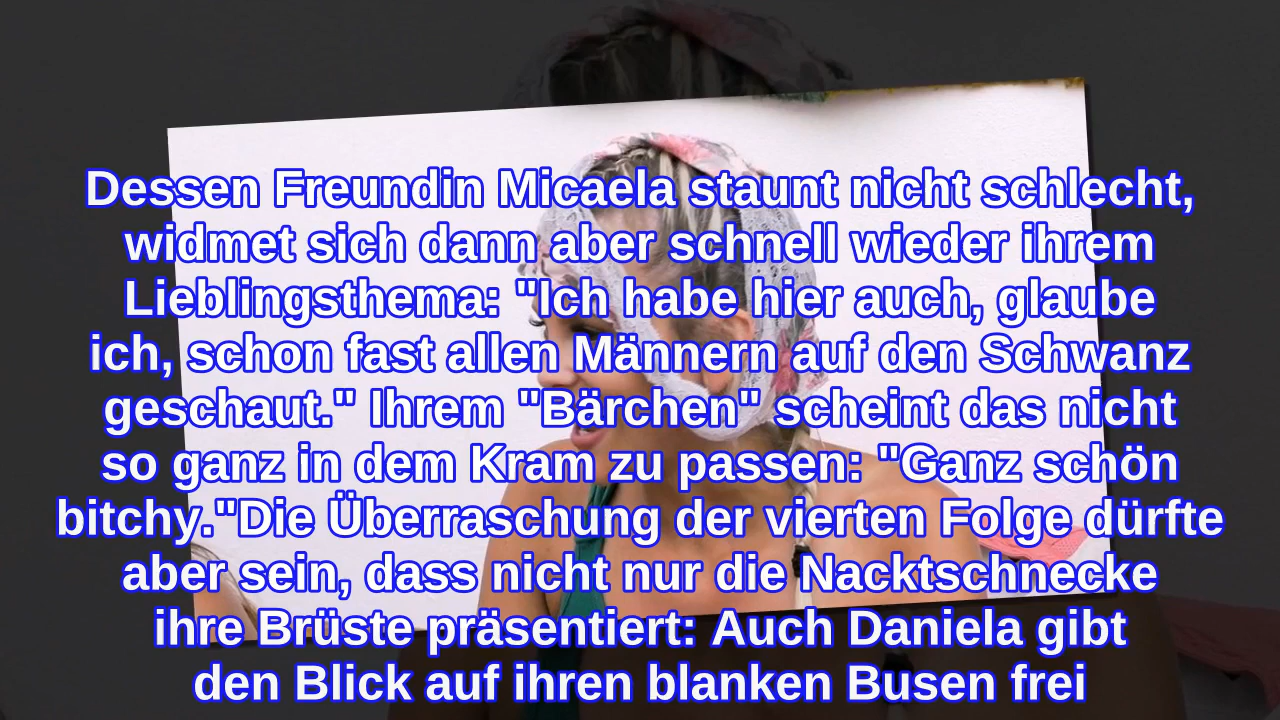 Dessen Freundin Micaela staunt nicht schlecht,
widmet sich dann aber schnell wieder ihrem
Lieblingsthema: "Ich habe hier auch, glaube
ich, schon fast allen Männern auf den Schwanz
geschaut." Ihrem "Bärchen" scheint das nicht
so ganz in dem Kram zu passen: "Ganz schön
bitchy."Die Überraschung der vierten Folge dürfte
aber sein, dass nicht nur die Nacktschnecke
ihre Brüste präsentiert: Auch Daniela gibt
den Blick auf ihren blanken Busen frei